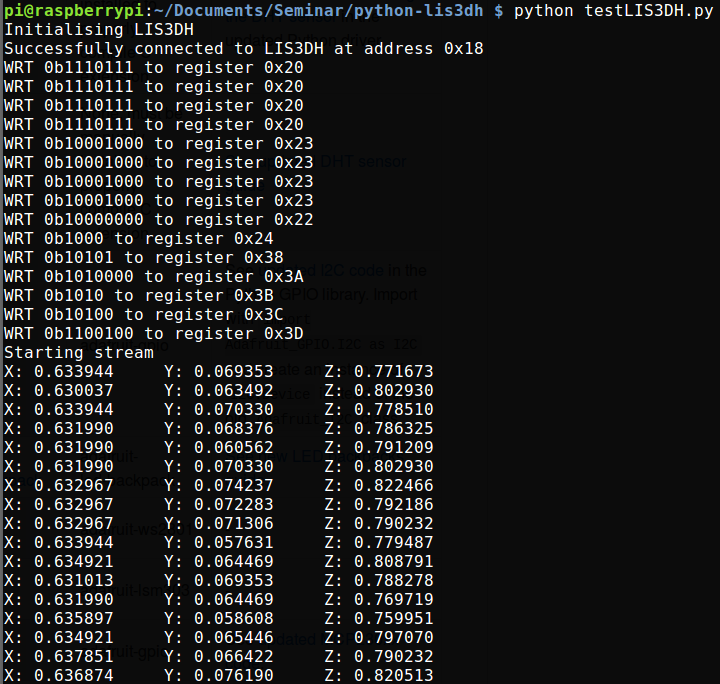 pi@raspberrypi:~/Documents/Seminar/python-lis3dh $ python testLIS3DH.py
Initialising LIS3DH
Successfully connected to LIS3DH at address 0x18
WRT 0b1110111 to register 0x20
WRT 0b1110111 to register 0x20
WRT 0b1110111 to register 0x20
WRT 0b1110111 to register 0x20
WRT 0b10001000 to register 0x23
WRT 0b10001000 to register 0x23
WRT 0b10001000 to register 0x23
WRT 0b10001000 to register 0x23
WRT 0b10000000 to register 0x22
WRT 0b1000 to register 0x24
WRT 0b10101 to register 0x38
WRT 0b1010000 to register 0x3A
WRT 0b1010 to register 0x3B
WRT 0b10100 to register 0x3C
WRT 0b1100100 to register 0x3D
Starting stream
X: 0.633944 Y: 0.069353 Z: 0.771673
X: 0.630037 Y: 0.063492 Z: 0.802930
X: 0.633944 Y: 0.070330 Z: 0.778510
X: 0.631990 Y: 0.068376 Z: 0.786325
X: 0.631990 Y: 0.060562 Z: 0.791209
X: 0.631990 Y: 0.070330 Z: 0.802930
X: 0.632967 Y: 0.074237 Z: 0.822466
X: 0.632967 Y: 0.072283 Z: 0.792186
X: 0.632967 Y: 0.071306 Z: 0.790232
X: 0.633944 Y: 0.057631 Z: 0.779487
X: 0.634921 Y: 0.064469 Z: 0.808791
X: 0.631013 Y: 0.069353 Z: 0.788278
X: 0.631990 Y: 0.064469 Z: 0.769719
X: 0.635897 Y: 0.058608 Z: 0.759951
X: 0.634921 Y: 0.065446 Z: 0.797070
X: 0.637851 Y: 0.066422 Z: 0.790232
X: 0.636874 Y: 0.076190 Z: 0.820513